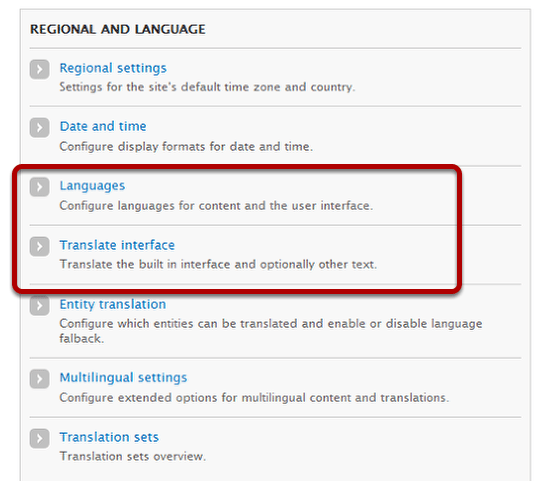 REGIONAL AND LANGUAGE
Regional settings
Settings for the site's default time zone and country.
Date and time
Configure display formats for date and time.
Languages
Configure languages for content and the user interface.
Translate interface
Translate the built in interface and optionally other text.
Entity translation
Configure which entities can be translated and enable or disable language
falback.
Multilingual settings
Configure extended options for multilingual content and translations.
Translation sets
Translation sets overview.